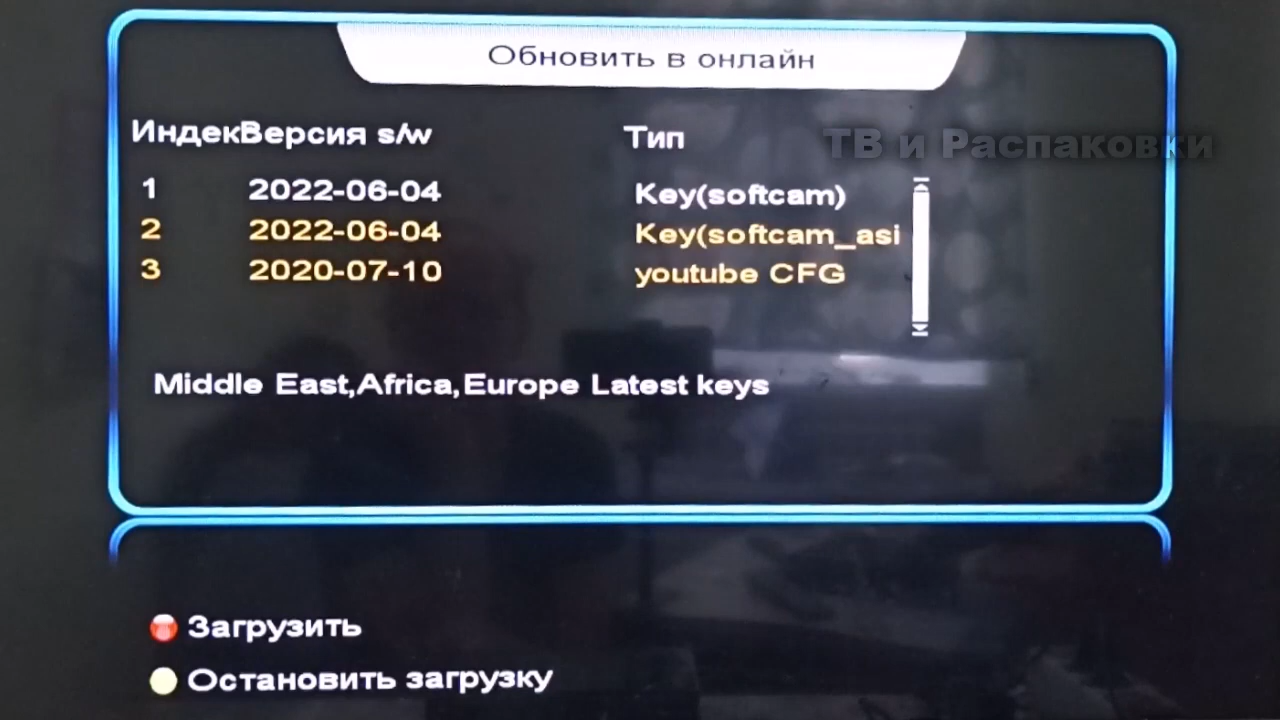 Обновить в онлайн
ИндекВерсия s/w Тип
ТВ и Распаковки
1 2022-06-04 Key(softcam)
2 2022-06-04 Key(softcam_asi
3 2020-07-10 youtube CFG
Middle East,Africa,Europe Latest keys
Загрузить
Остановить загрузку